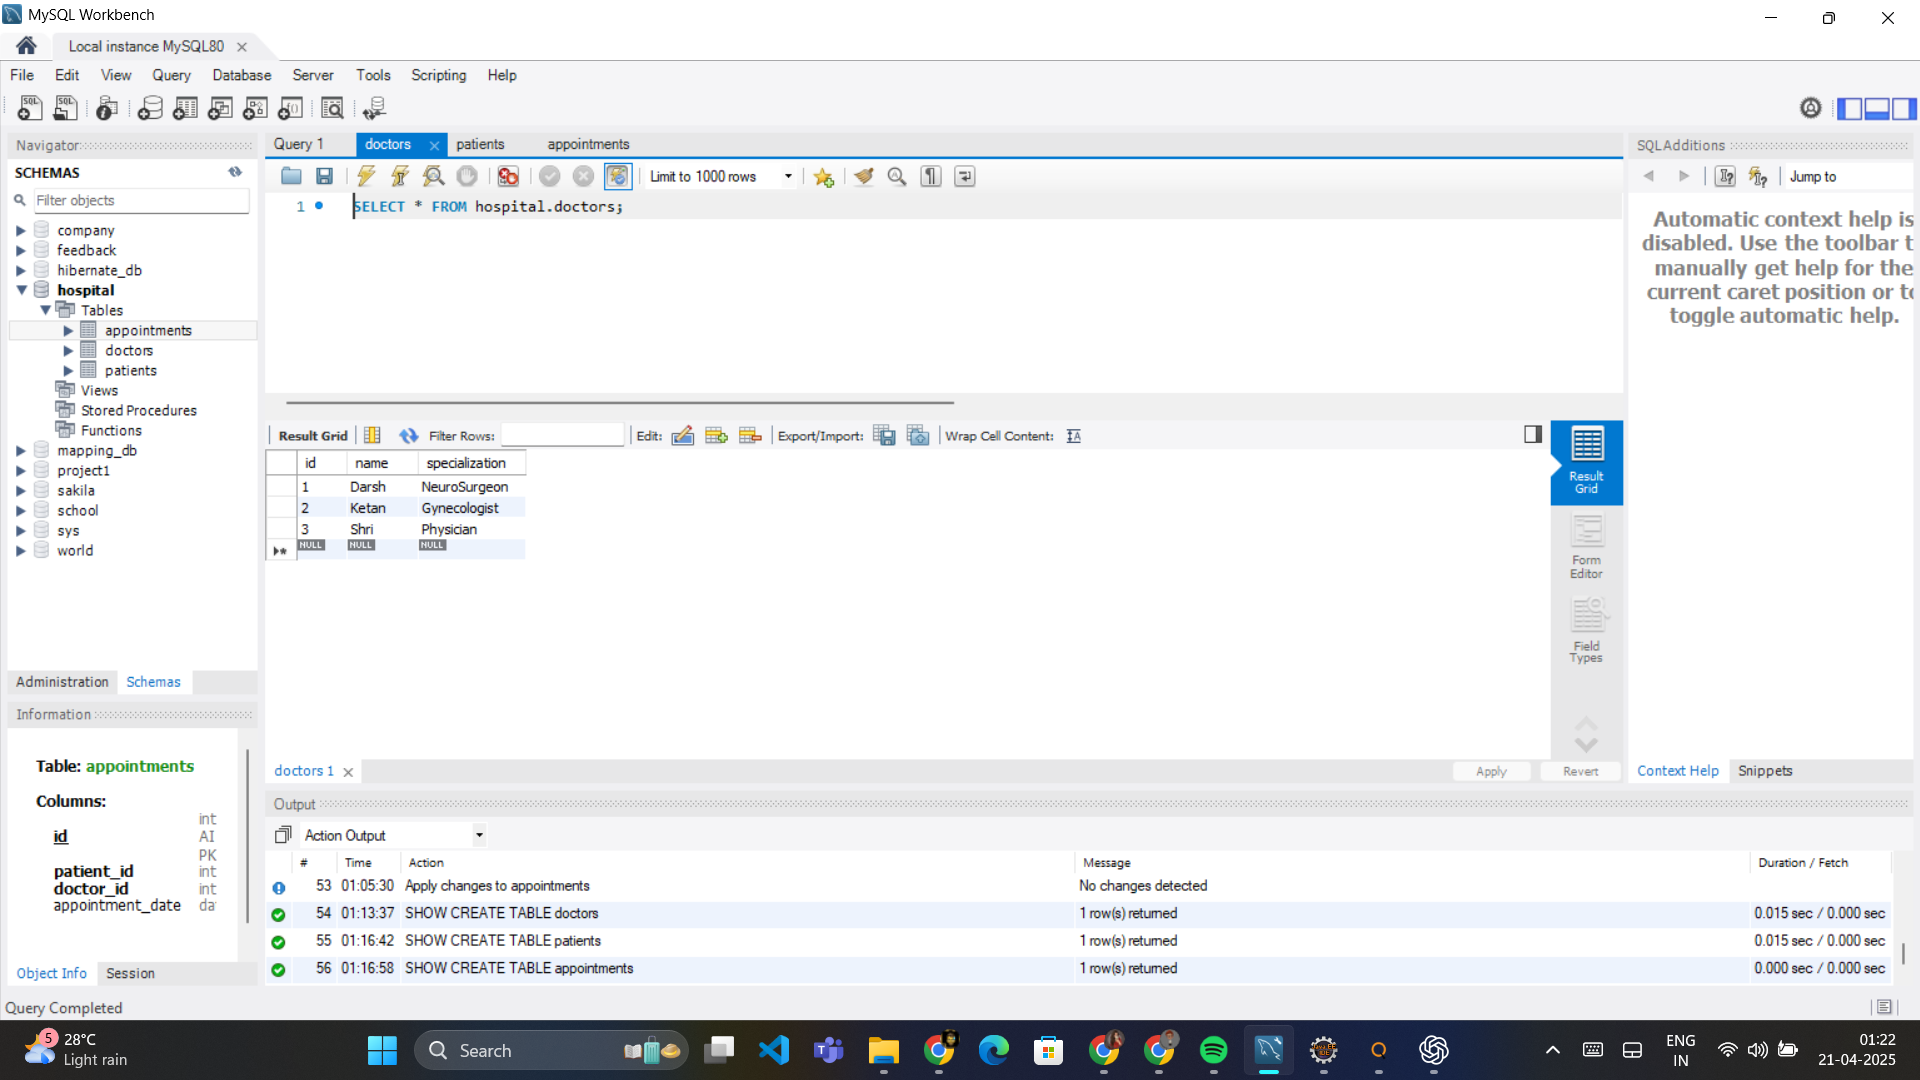 MySQL Workbench
Local instance MySQL80
File Edit View Query Database Server Tools Scripting Help
Navigator
SCHEMAS
Filter objects
company
feedback
hibernate_db
hospital
Tables
appointments
doctors
patients
Views
Stored Procedures
Functions
mapping_db
project1
sakila
school
sys
world
Administration Schemas
Information
Table: appointments
Columns:
id int AI PK
patient_id int
doctor_id int
appointment_date da
Object Info Session
Query 1 doctors patients appointments
Limit to 1000 rows
1 SELECT * FROM hospital.doctors;
Result Grid Filter Rows: Edit: Export/Import: Wrap Cell Content:
id name specialization
1 Darsh NeuroSurgeon
2 Ketan Gynecologist
3 Shri Physician
NULL NULL NULL
Result Grid
Form Editor
Field Types
doctors 1 Apply Revert
SQLAdditions
Jump to
Automatic context help is
disabled. Use the toolbar t
manually get help for the
current caret position or to
toggle automatic help.
Context Help Snippets
Output
Action Output
# Time Action Message Duration / Fetch
53 01:05:30 Apply changes to appointments No changes detected
54 01:13:37 SHOW CREATE TABLE doctors 1 row(s) returned 0.015 sec / 0.000 sec
55 01:16:42 SHOW CREATE TABLE patients 1 row(s) returned 0.015 sec / 0.000 sec
56 01:16:58 SHOW CREATE TABLE appointments 1 row(s) returned 0.000 sec / 0.000 sec
Query Completed
5 28°C
Light rain
Search
ENG
IN
01:22
21-04-2025